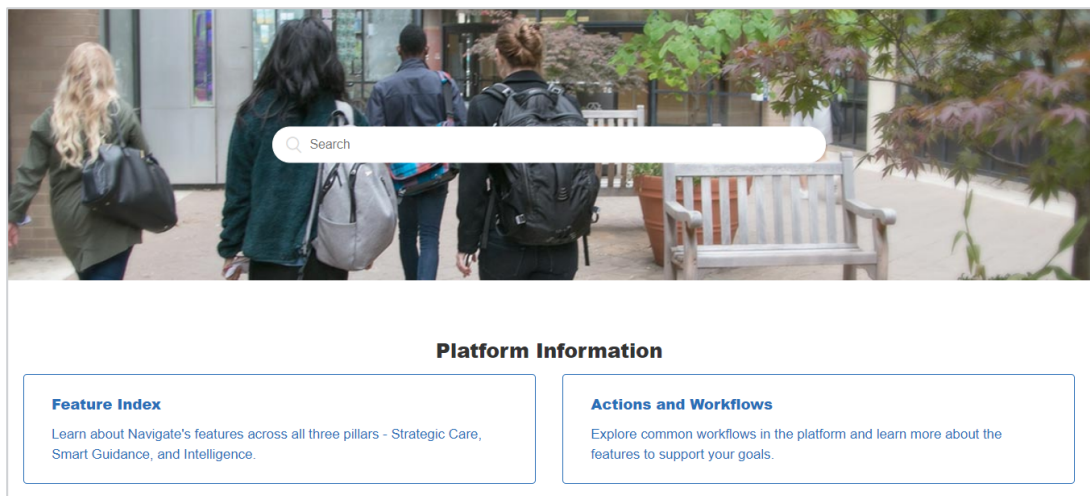 Search
Platform Information
Feature Index
Learn about Navigate's features across all three pillars - Strategic Care,
Smart Guidance, and Intelligence.
Actions and Workflows
Explore common workflows in the platform and learn more about the
features to support your goals.